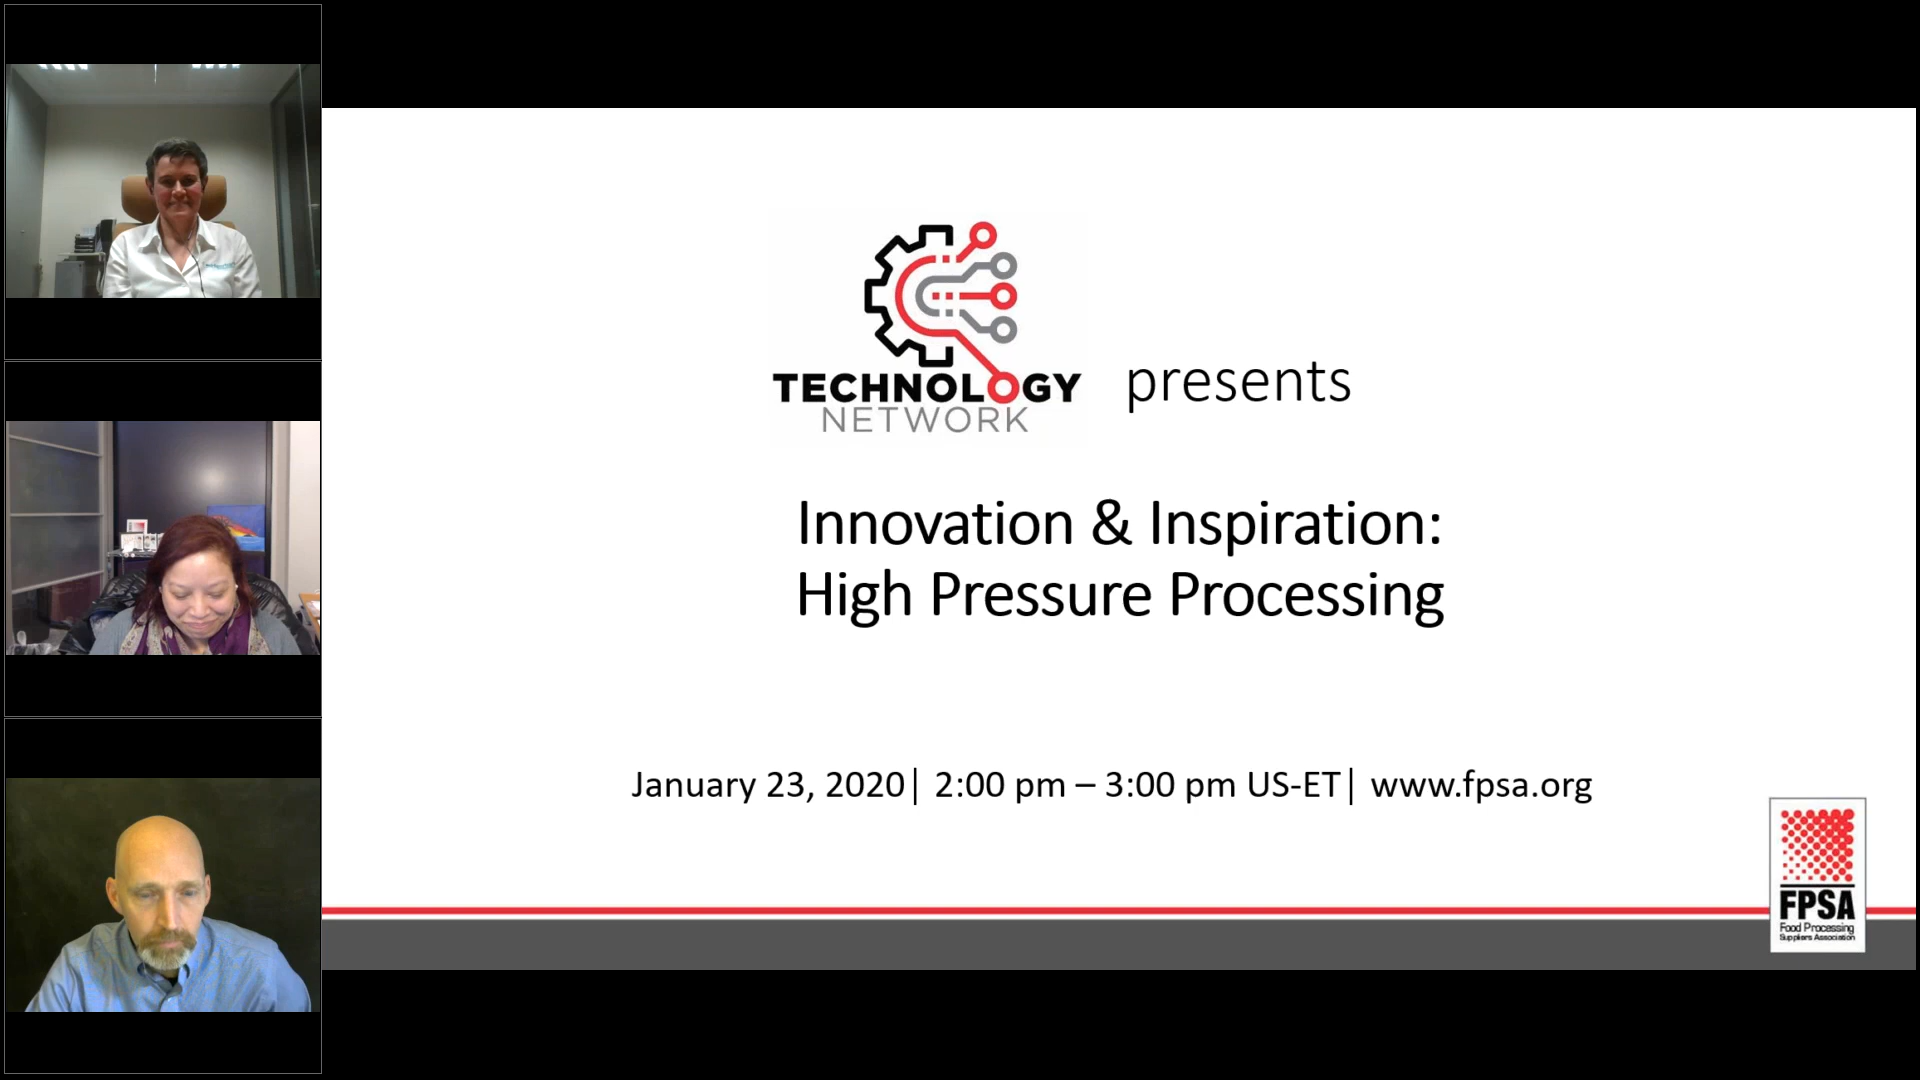 TECHNOLOGY
NETWORK
presents
Innovation & Inspiration:
High Pressure Processing
January 23, 2020| 2:00 pm – 3:00 pm US-ET| www.fpsa.org
FPSA
Food Processing
Suppliers Association